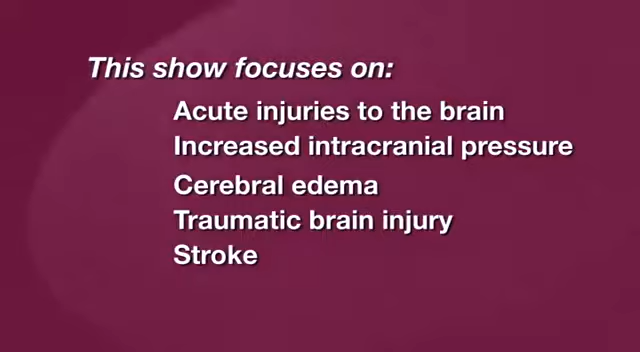 This show focuses on:
Acute injuries to the brain
Increased intracranial pressure
Cerebral edema
Traumatic brain injury
Stroke